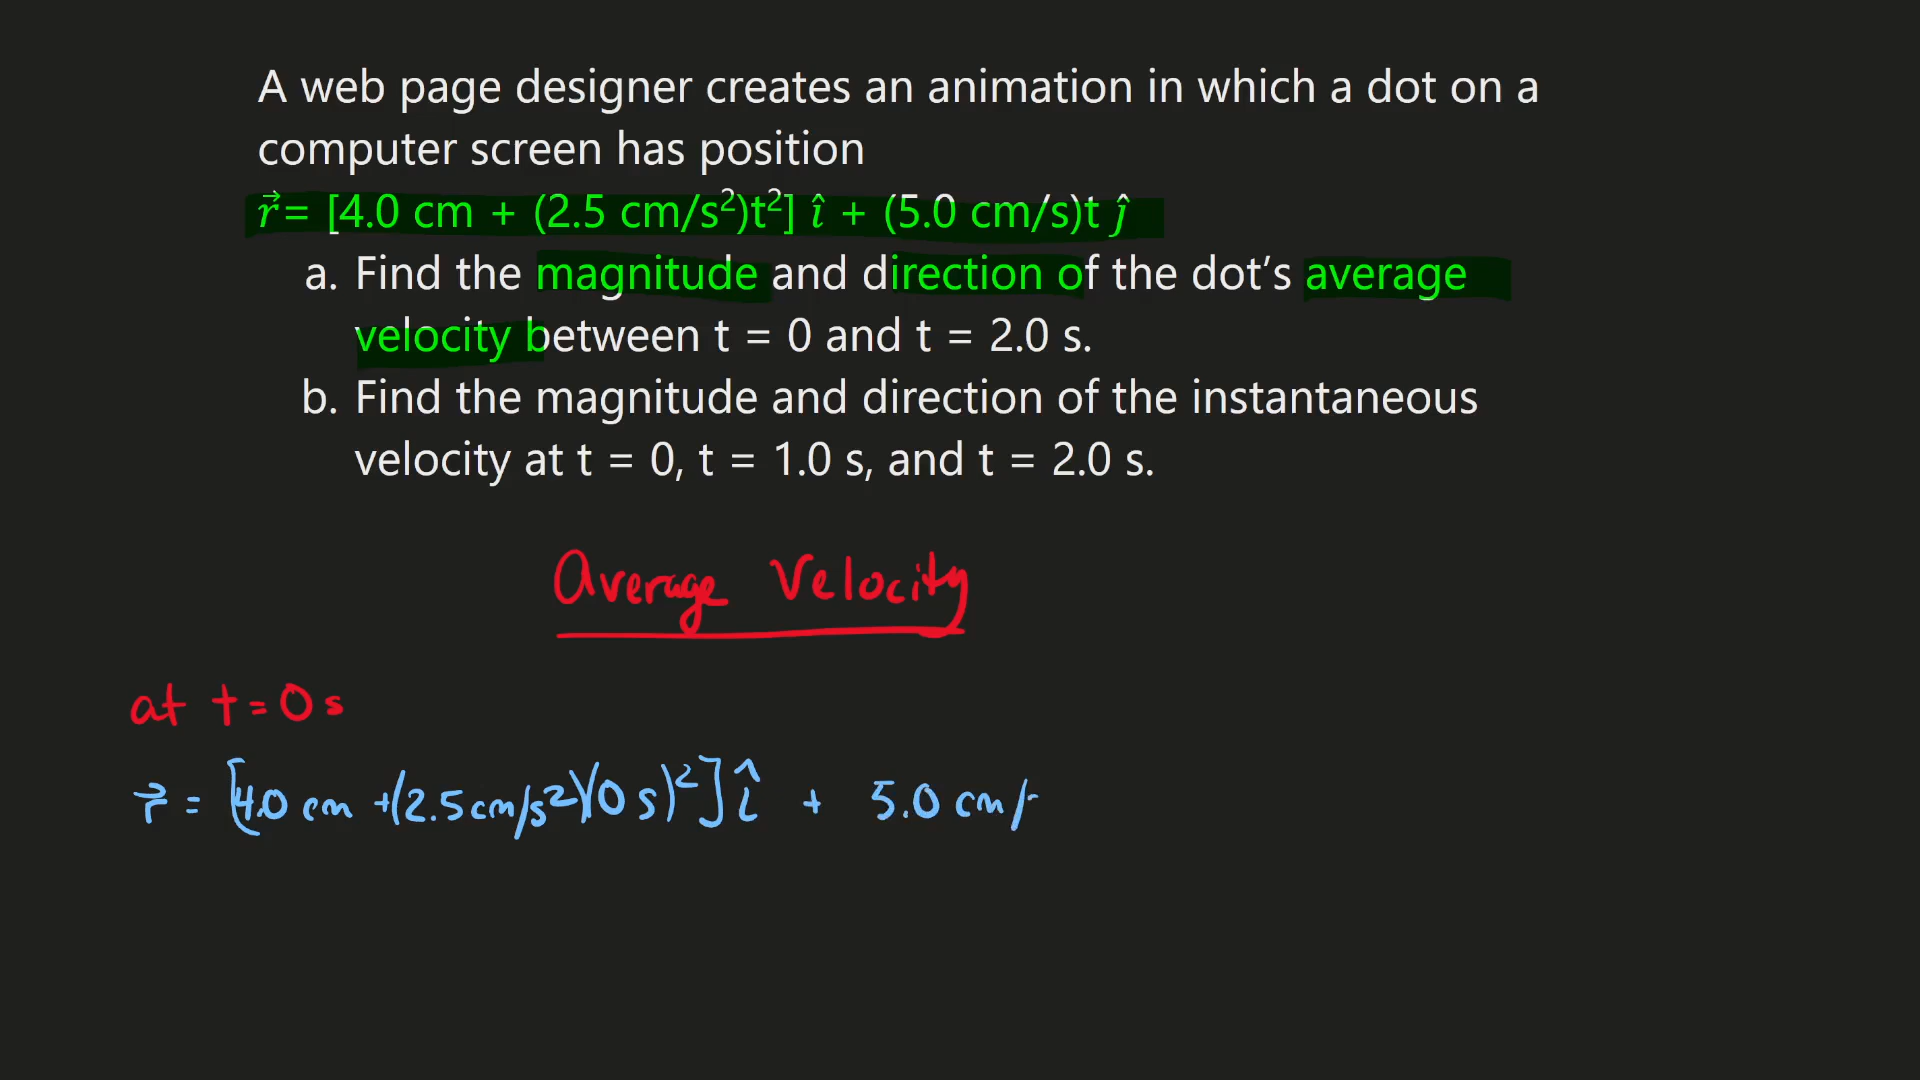 A web page designer creates an animation in which a dot on a
computer screen has position
r⃗ = [4.0 cm + (2.5 cm/s²)t²] î + (5.0 cm/s)t ĵ
a. Find the magnitude and direction of the dot’s average
velocity between t = 0 and t = 2.0 s.
b. Find the magnitude and direction of the instantaneous
velocity at t = 0, t = 1.0 s, and t = 2.0 s.
Average Velocity
at t = 0 s
r⃗ = [4.0 cm + (2.5 cm/s²)(0 s)²] î + 5.0 cm/